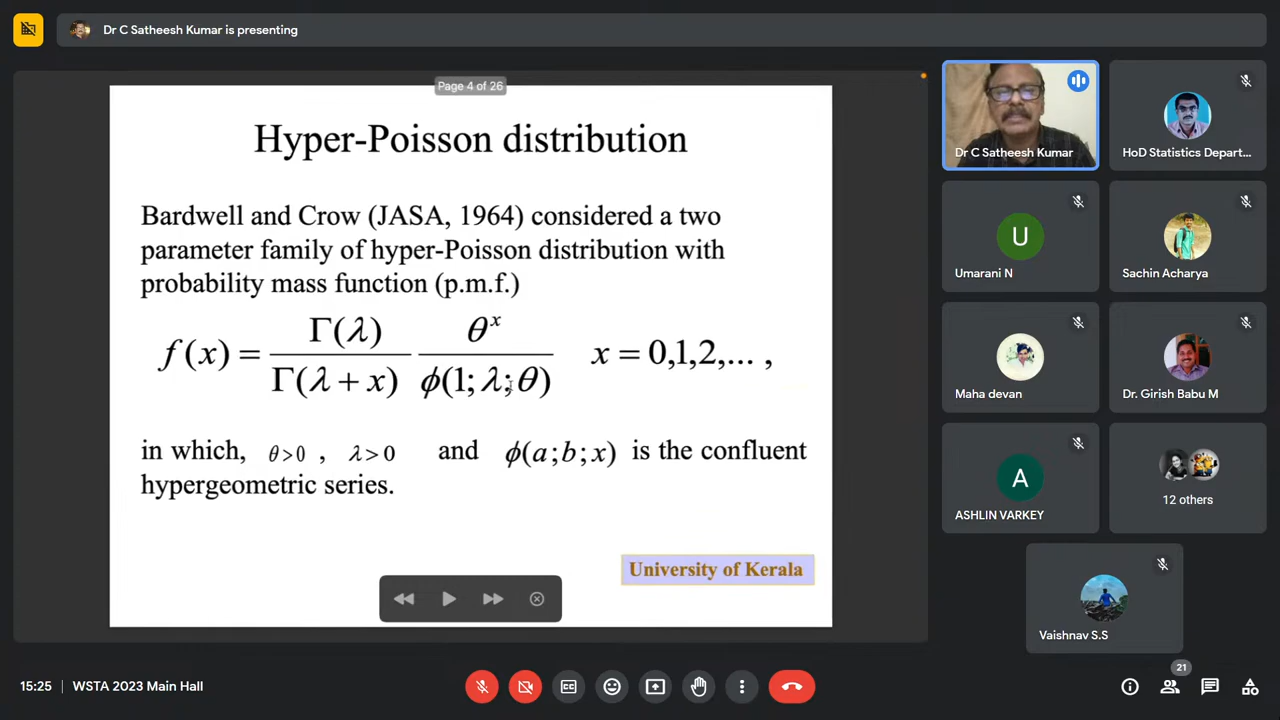 Dr C Satheesh Kumar is presenting
Page 4 of 26
Hyper-Poisson distribution
Bardwell and Crow (JASA, 1964) considered a two
parameter family of hyper-Poisson distribution with
probability mass function (p.m.f.)
f(x) = Γ(λ)/Γ(λ + x) θ^x/ϕ(1; λ; θ) x = 0,1,2,... ,
in which, θ>0 , λ>0 and ϕ(a;b;x) is the confluent
hypergeometric series.
University of Kerala
Dr C Satheesh Kumar
HoD Statistics Depart...
Umarani N
U
Sachin Acharya
Maha devan
Dr. Girish Babu M
A
ASHLIN VARKEY
12 others
Vaishnav S.S
15:25 | WSTA 2023 Main Hall
CC
21